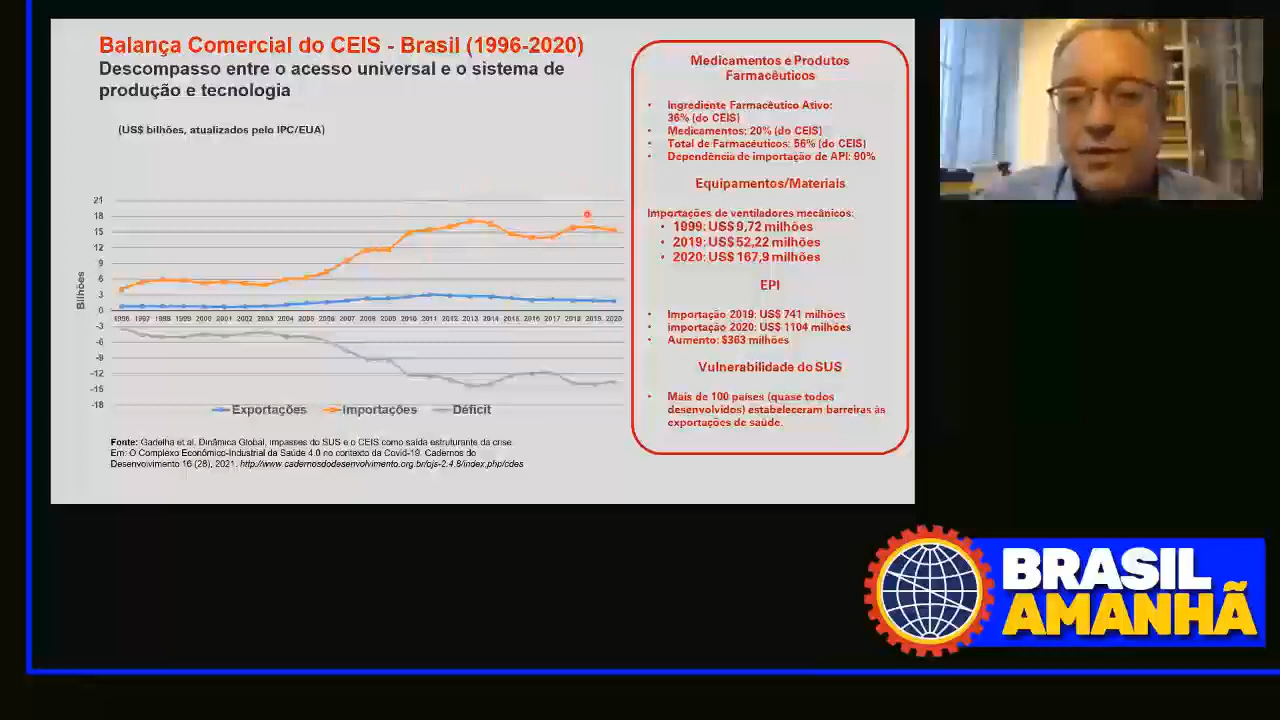 Balança Comercial do CEIS - Brasil (1996-2020)
Descompasso entre o acesso universal e o sistema de
produção e tecnologia
(US$ bilhões, atualizados pelo IPC/EUA)
Bilhões
21
18
15
12
9
6
3
0
-3
-6
-9
-12
-15
-18
1996 1997 1998 1999 2000 2001 2002 2003 2004 2005 2006 2007 2008 2009 2010 2011 2012 2013 2014 2015 2016 2017 2018 2019 2020
Exportações Importações Déficit
Fonte: Gadelha et al. Dinâmica Global, impasses do SUS e o CEIS como saída estruturante da crise.
Em: O Complexo Econômico-Industrial da Saúde 4.0 no contexto da Covid-19. Cadernos do
Desenvolvimento 16 (28), 2021. http://www.cadernosdodesenvolvimento.org.br/ojs-2.4.8/index.php/cdes
Medicamentos e Produtos
Farmacêuticos
• Ingrediente Farmacêutico Ativo:
36% (do CEIS)
• Medicamentos: 20% (do CEIS)
• Total de Farmacêuticos: 56% (do CEIS)
• Dependência de importação de API: 90%
Equipamentos/Materiais
Importações de ventiladores mecânicos:
• 1999: US$ 9,72 milhões
• 2019: US$ 52,22 milhões
• 2020: US$ 167,9 milhões
EPI
• Importação 2019: US$ 741 milhões
• importação 2020: US$ 1104 milhões
• Aumento: $363 milhões
Vulnerabilidade do SUS
• Mais de 100 países (quase todos
desenvolvidos) estabeleceram barreiras às
exportações de saúde.
BRASIL
AMANHÃ